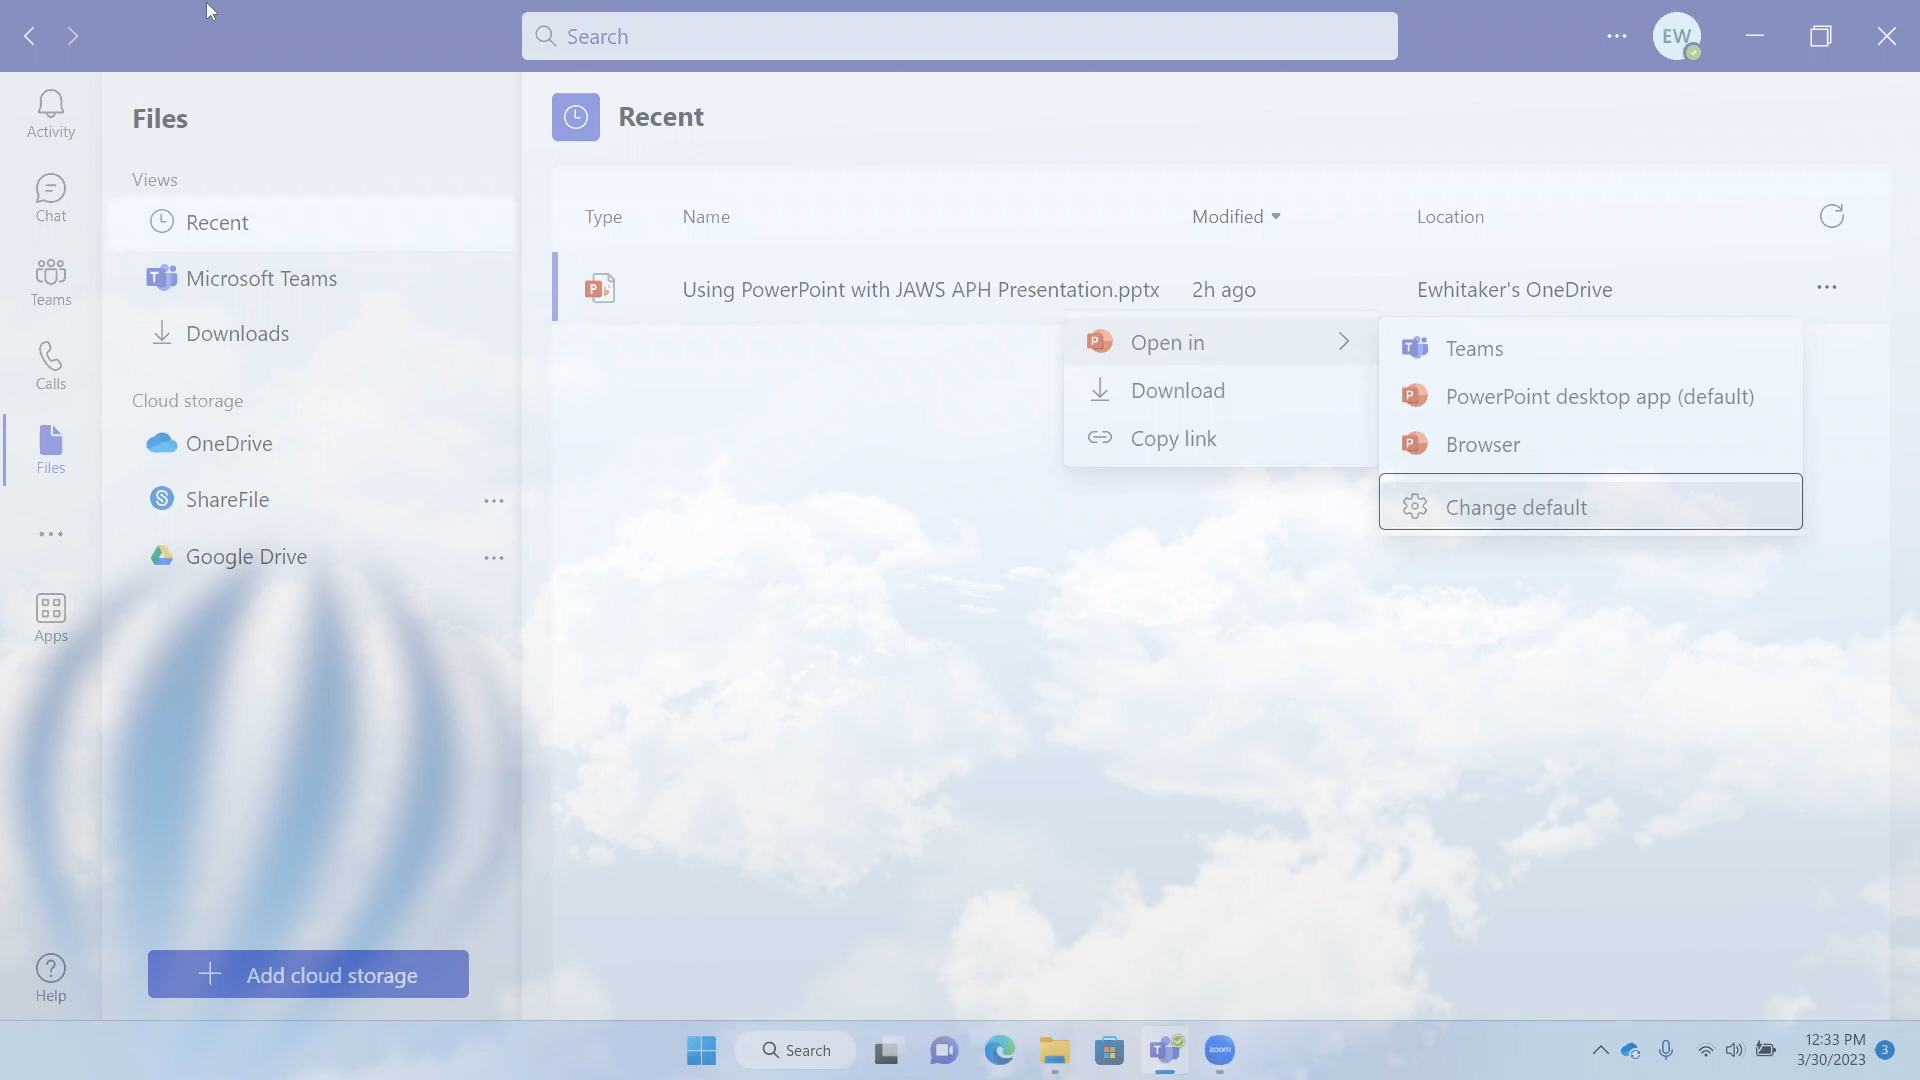 Search
EW
Activity
Chat
Teams
Calls
Files
Apps
Help
Files
Views
Recent
Microsoft Teams
Downloads
Cloud storage
OneDrive
ShareFile
Google Drive
Add cloud storage
Recent
Type Name Modified Location
Using PowerPoint with JAWS APH Presentation.pptx 2h ago Ewhitaker's OneDrive
Open in
Download
Copy link
Teams
PowerPoint desktop app (default)
Browser
Change default
Search
zoom
12:33 PM
3/30/2023
3